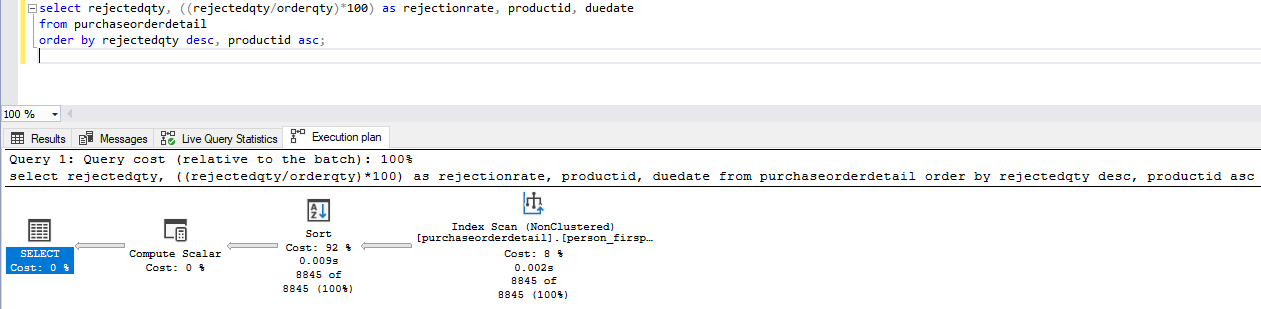 select rejectedqty, ((rejectedqty/orderqty)*100) as rejectionrate, productid, duedate
from purchaseorderdetail
order by rejectedqty desc, productid asc;
100 %
Results Messages Live Query Statistics Execution plan
Query 1: Query cost (relative to the batch): 100%
select rejectedqty, ((rejectedqty/orderqty)*100) as rejectionrate, productid, duedate from purchaseorderdetail order by rejectedqty desc, productid asc
SELECT
Cost: 0 %
Compute Scalar
Cost: 0 %
Sort
Cost: 92 %
0.009s
8845 of
8845 (100%)
Index Scan (NonClustered)
[purchaseorderdetail].[person_firsp…
Cost: 8 %
0.002s
8845 of
8845 (100%)